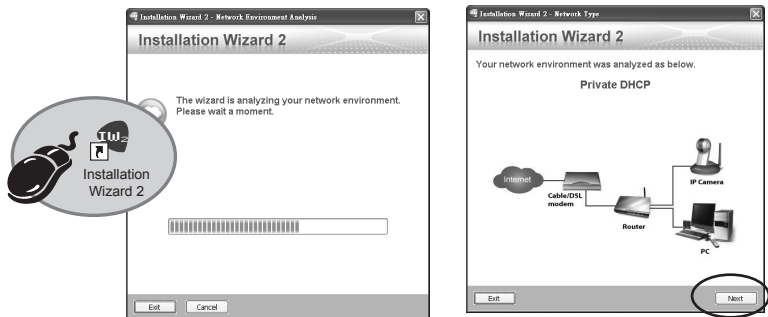 Installation Wizard 2 - Network Environment Analysis
Installation Wizard 2
The wizard is analyzing your network environment.
Please wait a moment.
IW2
Installation
Wizard 2
Exit
Cancel
Installation Wizard 2 - Network Type
Installation Wizard 2
Your network environment was analyzed as below.
Private DHCP
Internet
Cable/DSL
modem
Router
IP Camera
PC
Exit
Next